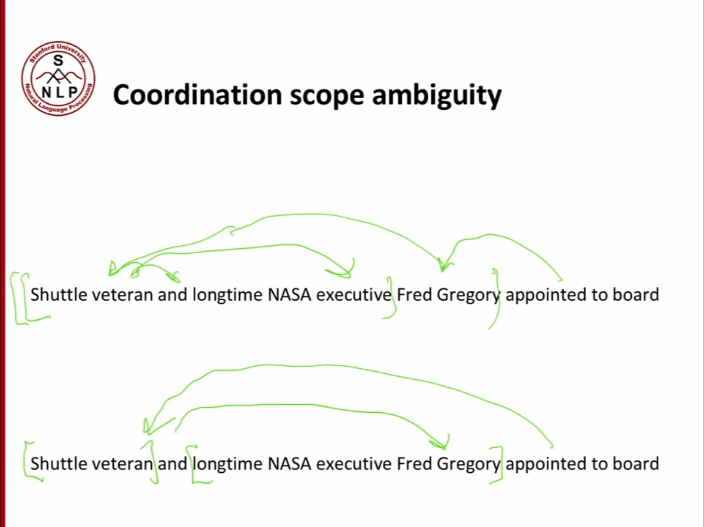 Stanford University
S
N L P
Natural Language Processing
Coordination scope ambiguity
Shuttle veteran and longtime NASA executive Fred Gregory appointed to board
Shuttle veteran and longtime NASA executive Fred Gregory appointed to board